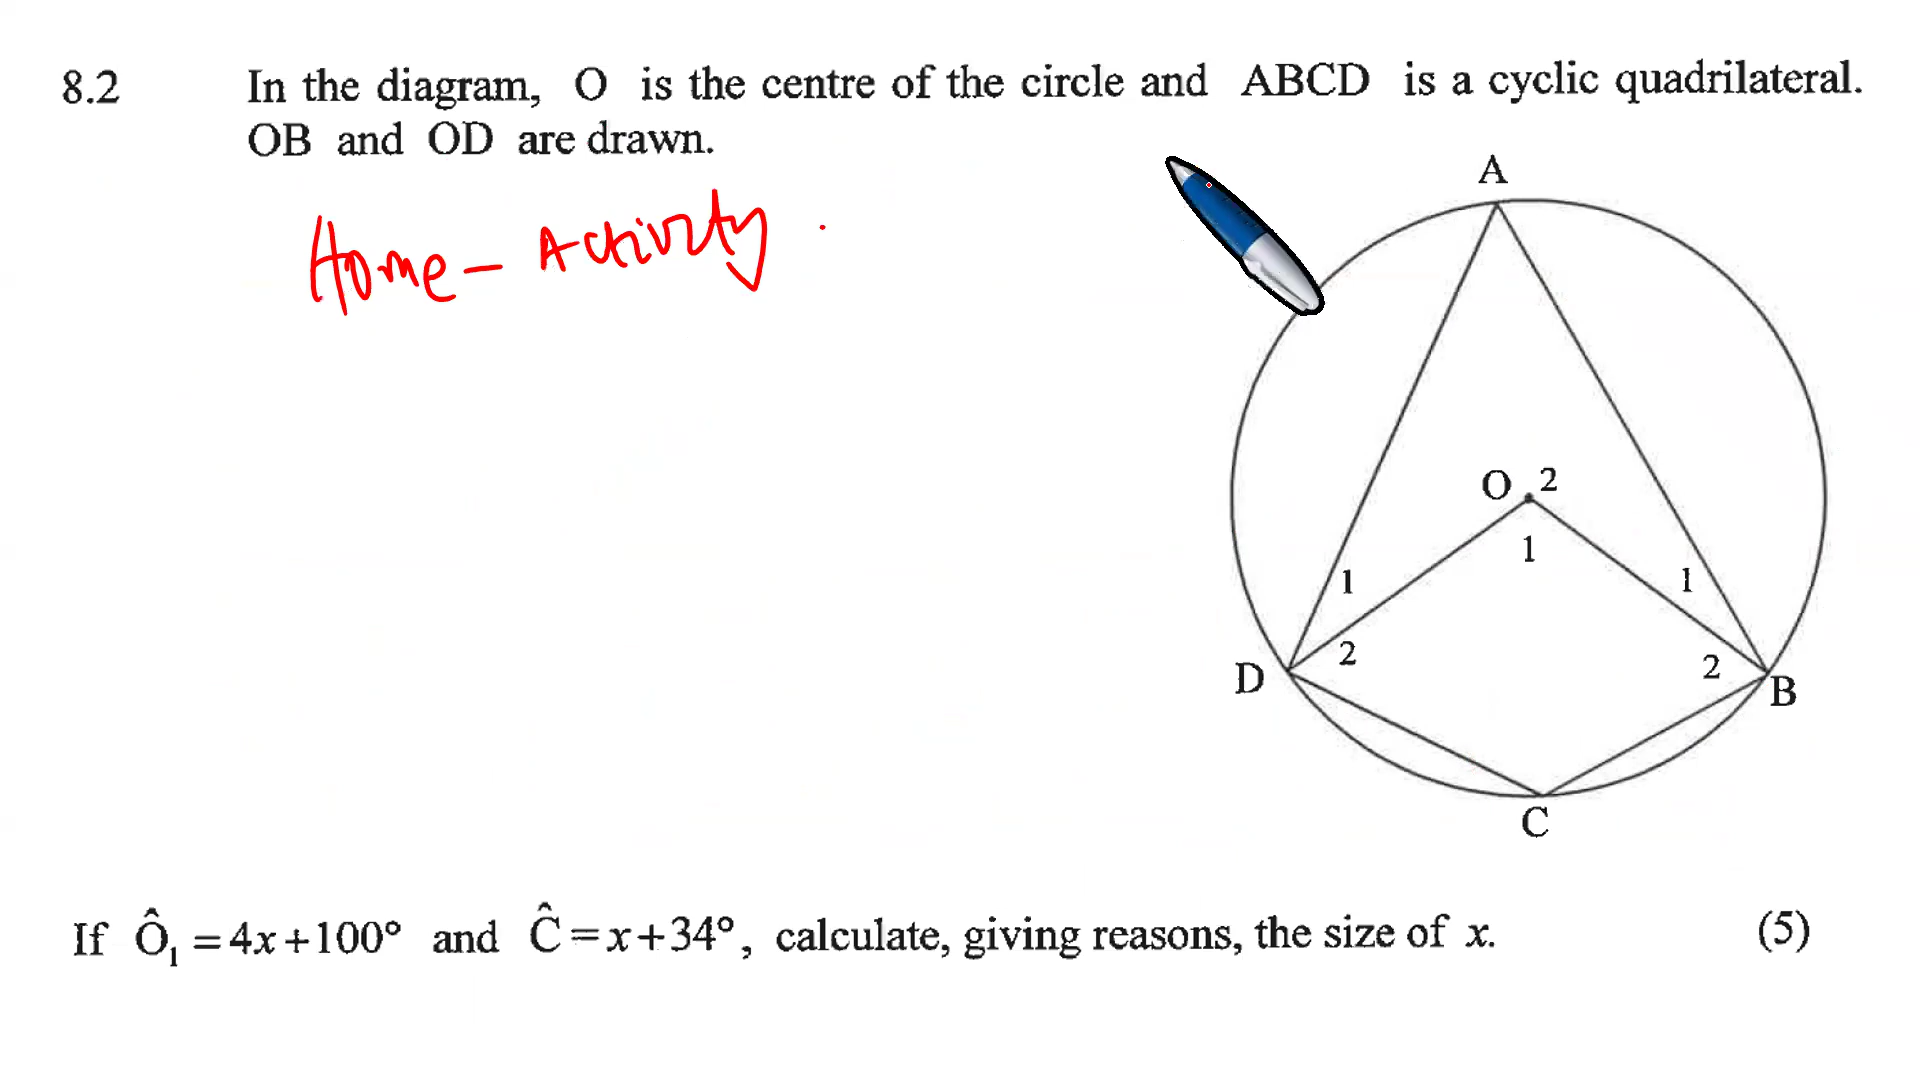 8.2 In the diagram, O is the centre of the circle and ABCD is a cyclic quadrilateral.
OB and OD are drawn.
Home - Activity .
A
O 2
1
1 1
2 2
D B
C
If Ô₁ = 4x + 100° and Ĉ = x + 34°, calculate, giving reasons, the size of x. (5)